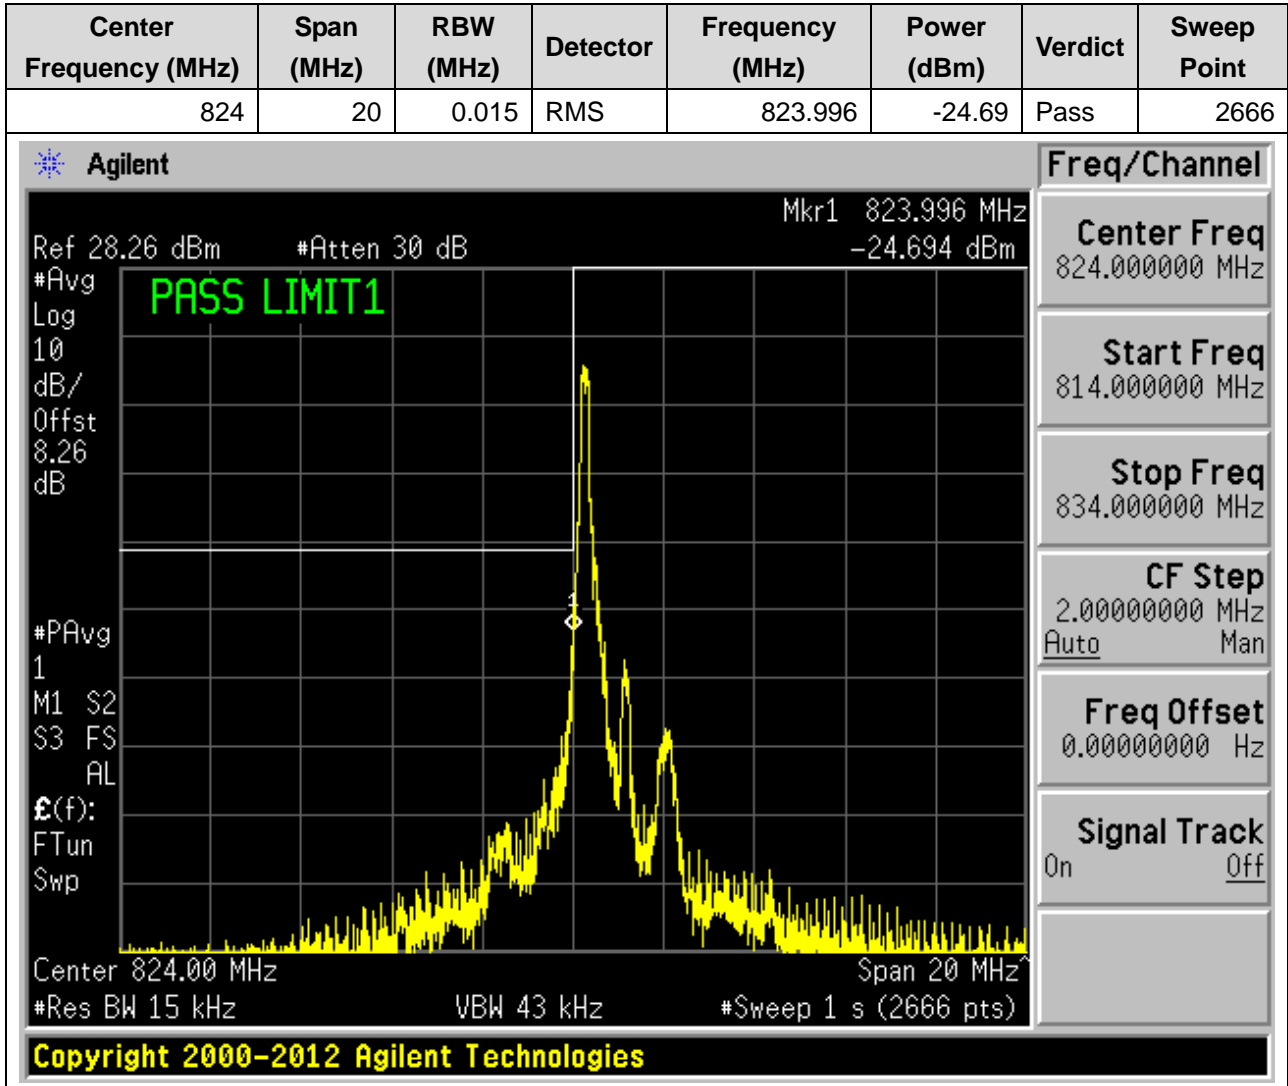 Center Frequency (MHz) Span (MHz) RBW (MHz) Detector Frequency (MHz) Power (dBm) Verdict Sweep Point
824 20 0.015 RMS 823.996 -24.69 Pass 2666
Agilent
Freq/Channel
Mkr1 823.996 MHz
Ref 28.26 dBm #Atten 30 dB -24.694 dBm
#Avg
Log
10
dB/
Offst
8.26
dB
PASS LIMIT1
1
#PAvg
1
M1 S2
S3 FS
AL
£(f):
FTun
Swp
Center 824.00 MHz Span 20 MHz^
#Res BW 15 kHz VBW 43 kHz #Sweep 1 s (2666 pts)
Center Freq
824.000000 MHz
Start Freq
814.000000 MHz
Stop Freq
834.000000 MHz
CF Step
2.00000000 MHz
Auto Man
Freq Offset
0.00000000 Hz
Signal Track
On Off
Copyright 2000-2012 Agilent Technologies